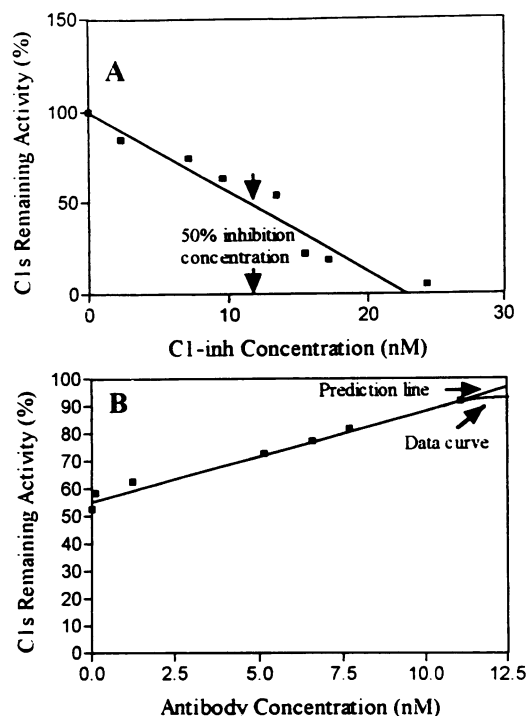 150
A
100
50
0
C1s Remaining Activity (%)
50% inhibition
concentration
0 10 20 30
C1-inh Concentration (nM)
100
B
90
80
70
60
50
40
30
20
10
0
C1s Remaining Activity (%)
Prediction line
Data curve
0.0 2.5 5.0 7.5 10.0 12.5
Antibody Concentration (nM)